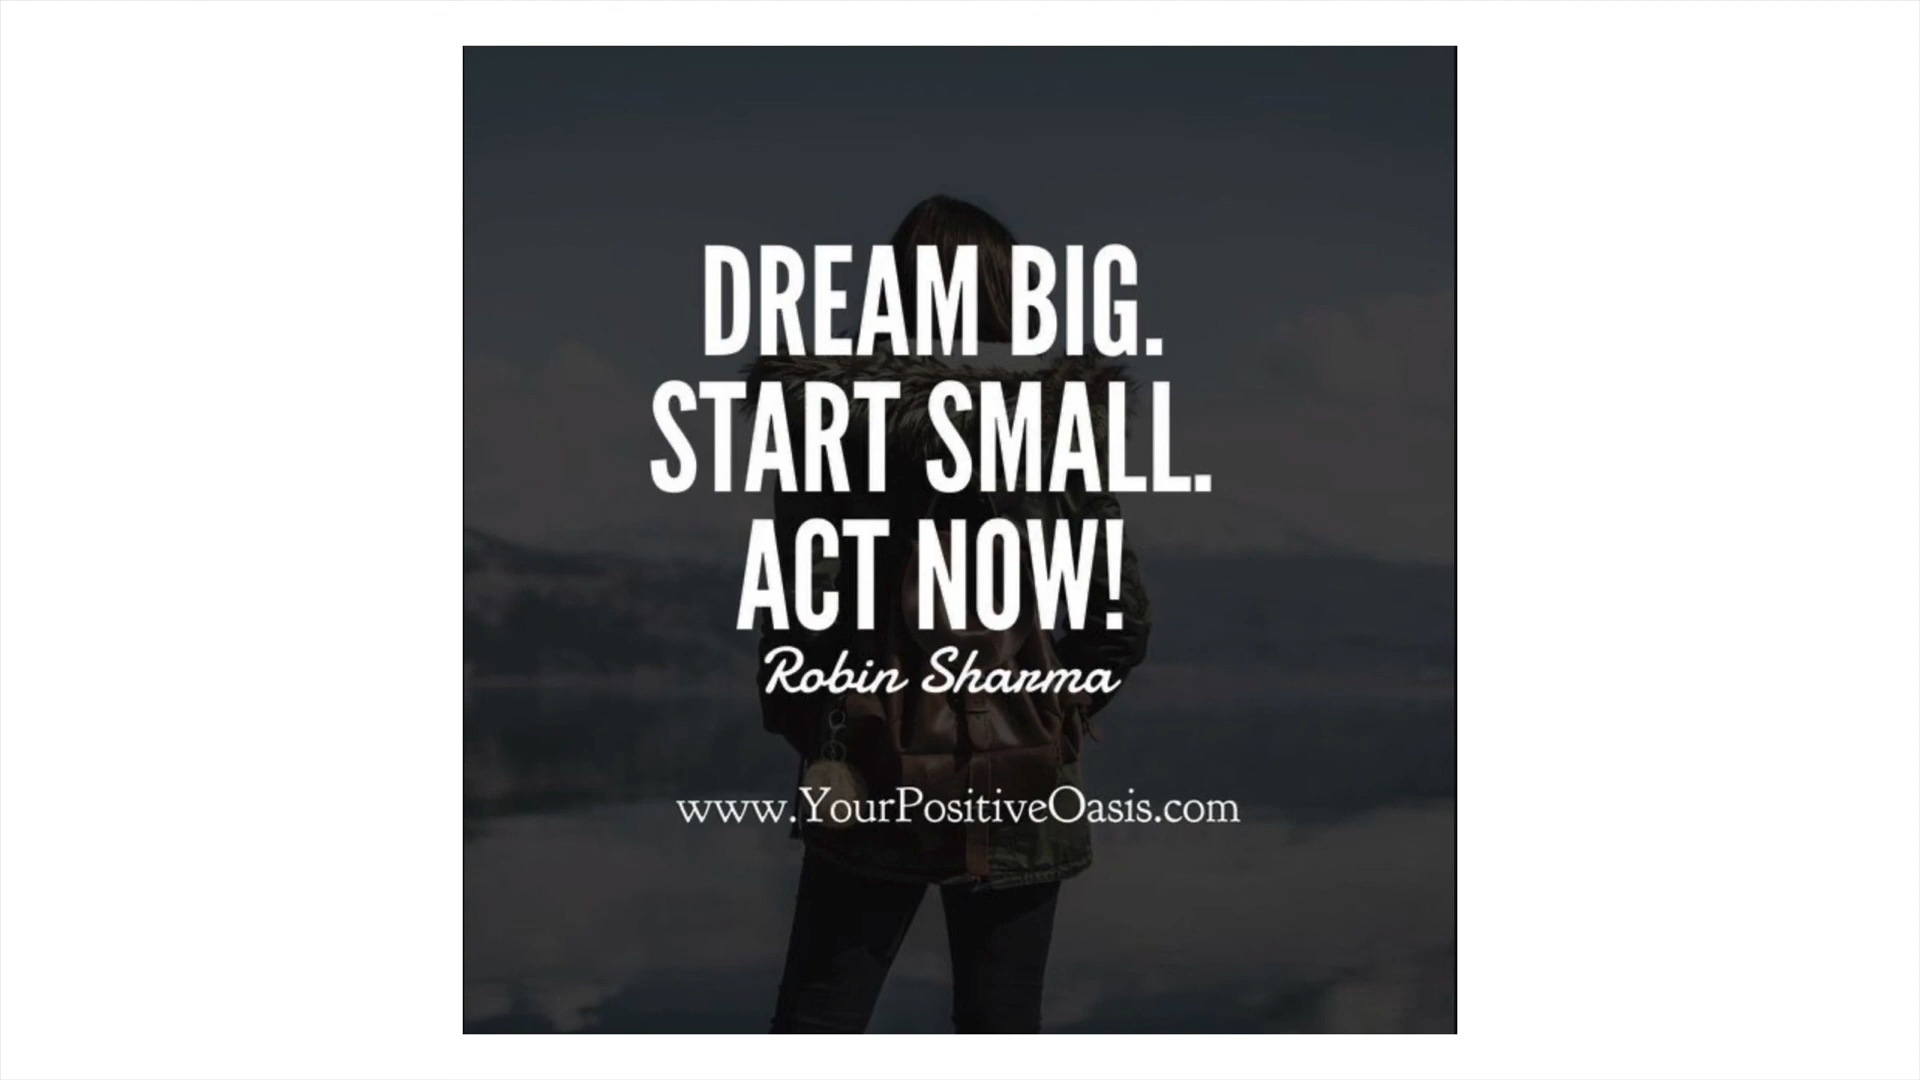 DREAM BIG.
START SMALL.
ACT NOW!
Robin Sharma
www.YourPositiveOasis.com